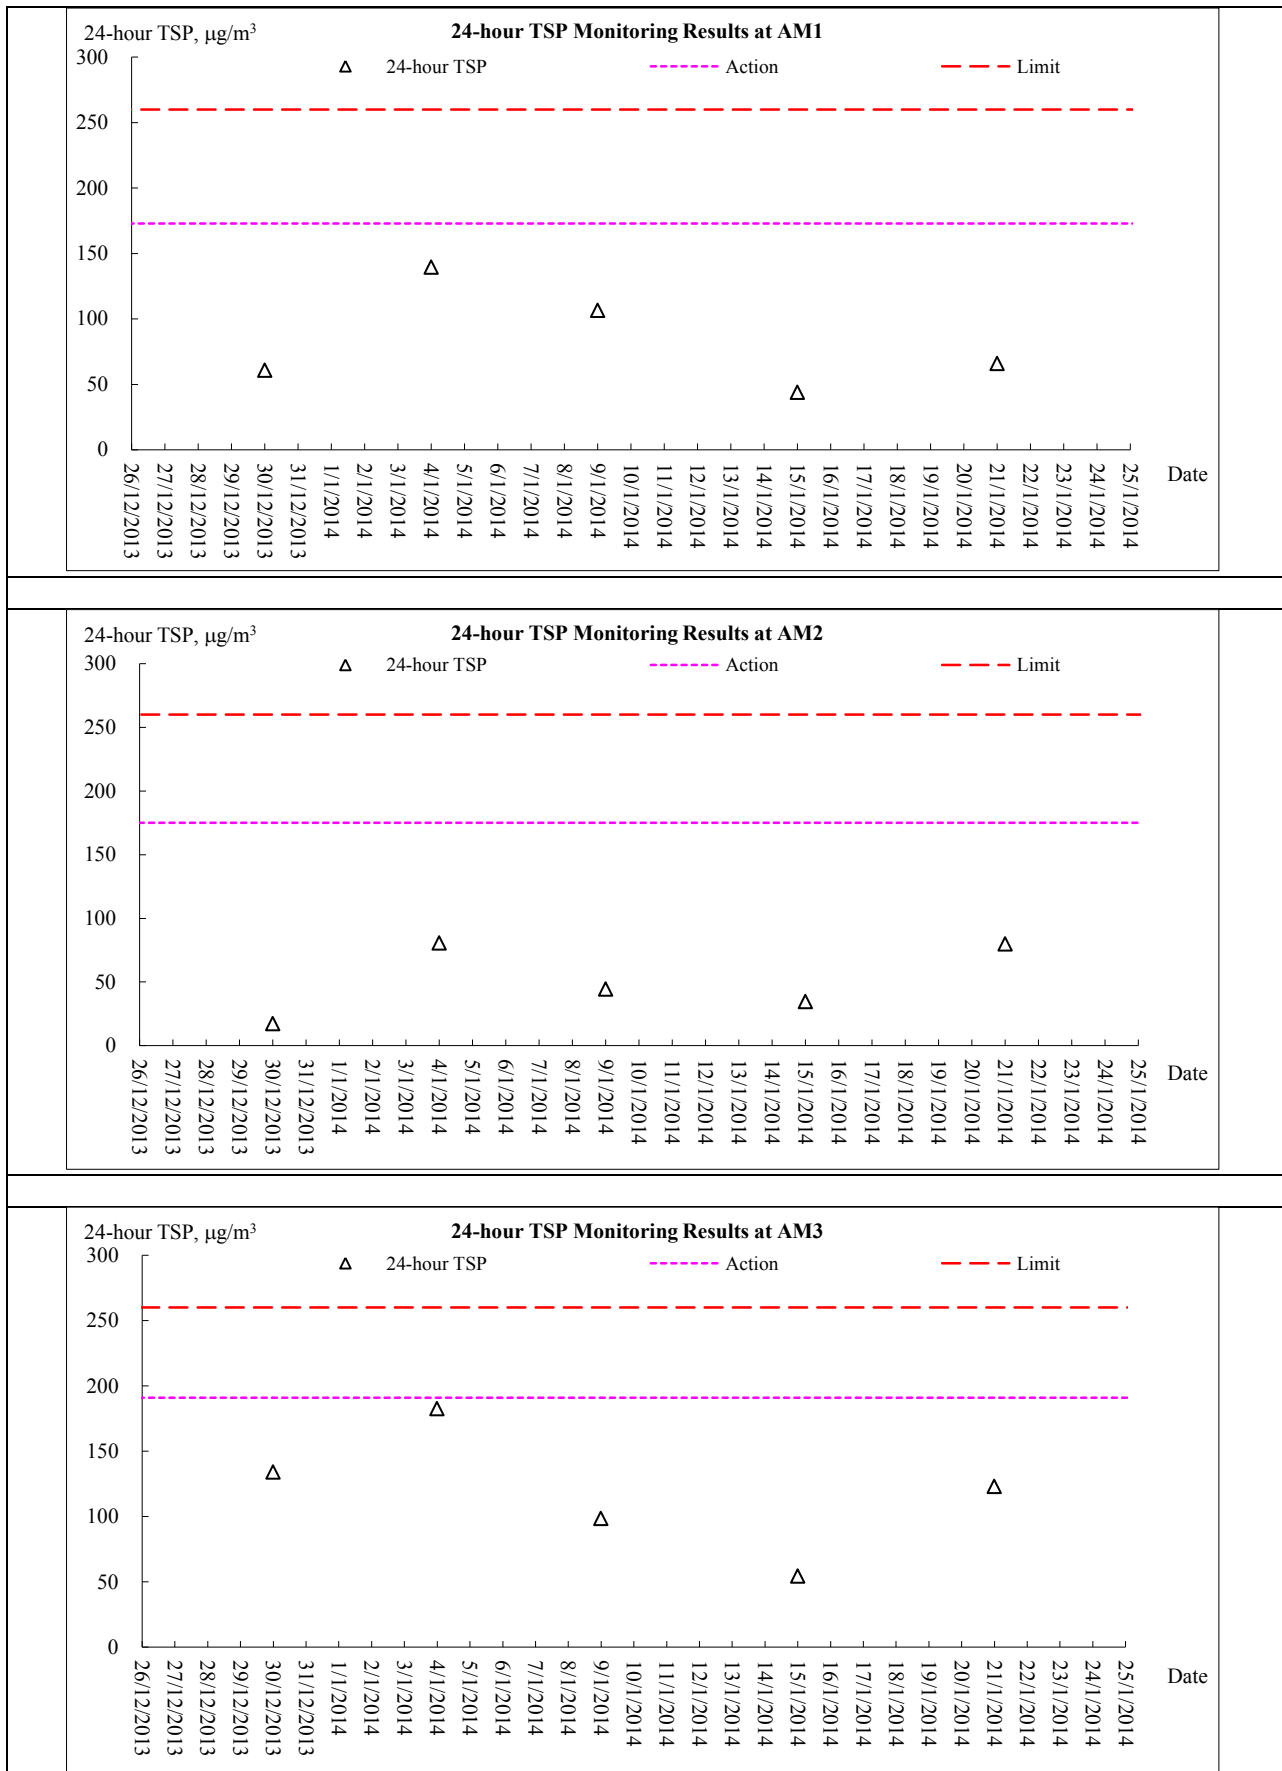 24-hour TSP, μg/m³ 24-hour TSP Monitoring Results at AM1
24-hour TSP Action Limit
300
250
200
150
100
50
0
26/12/2013 27/12/2013 28/12/2013 29/12/2013 30/12/2013 31/12/2013 1/1/2014 2/1/2014 3/1/2014 4/1/2014 5/1/2014 6/1/2014 7/1/2014 8/1/2014 9/1/2014 10/1/2014 11/1/2014 12/1/2014 13/1/2014 14/1/2014 15/1/2014 16/1/2014 17/1/2014 18/1/2014 19/1/2014 20/1/2014 21/1/2014 22/1/2014 23/1/2014 24/1/2014 25/1/2014
Date
24-hour TSP, μg/m³ 24-hour TSP Monitoring Results at AM2
24-hour TSP Action Limit
300
250
200
150
100
50
0
26/12/2013 27/12/2013 28/12/2013 29/12/2013 30/12/2013 31/12/2013 1/1/2014 2/1/2014 3/1/2014 4/1/2014 5/1/2014 6/1/2014 7/1/2014 8/1/2014 9/1/2014 10/1/2014 11/1/2014 12/1/2014 13/1/2014 14/1/2014 15/1/2014 16/1/2014 17/1/2014 18/1/2014 19/1/2014 20/1/2014 21/1/2014 22/1/2014 23/1/2014 24/1/2014 25/1/2014
Date
24-hour TSP, μg/m³ 24-hour TSP Monitoring Results at AM3
24-hour TSP Action Limit
300
250
200
150
100
50
0
26/12/2013 27/12/2013 28/12/2013 29/12/2013 30/12/2013 31/12/2013 1/1/2014 2/1/2014 3/1/2014 4/1/2014 5/1/2014 6/1/2014 7/1/2014 8/1/2014 9/1/2014 10/1/2014 11/1/2014 12/1/2014 13/1/2014 14/1/2014 15/1/2014 16/1/2014 17/1/2014 18/1/2014 19/1/2014 20/1/2014 21/1/2014 22/1/2014 23/1/2014 24/1/2014 25/1/2014
Date